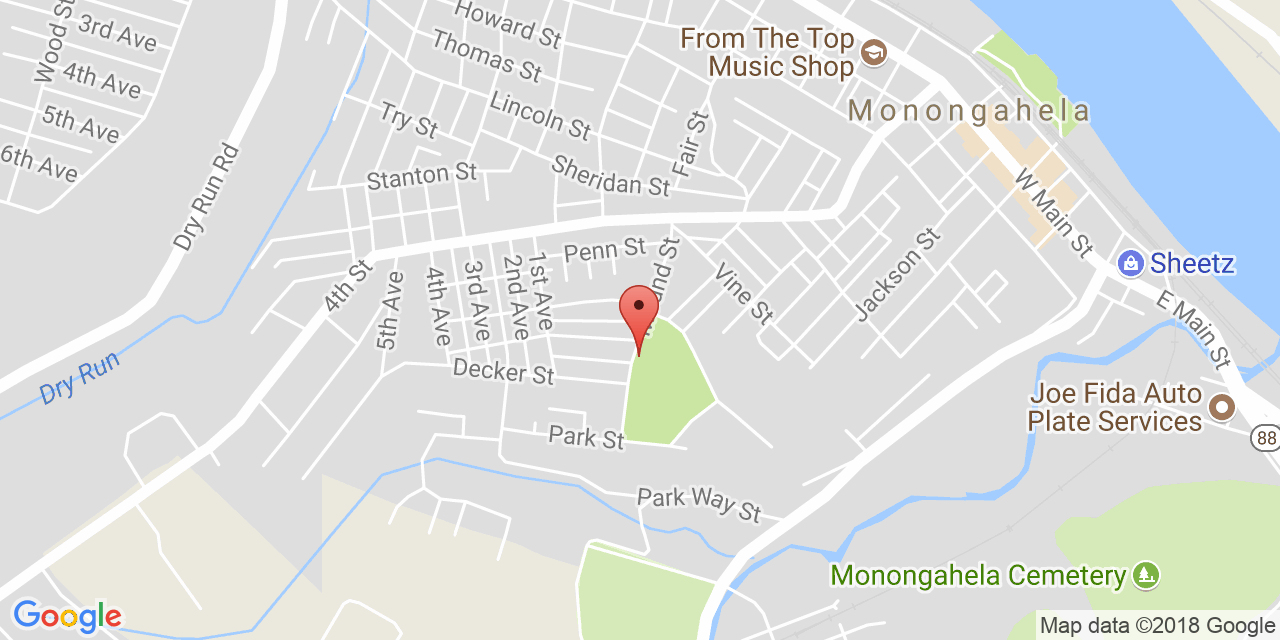 Wood St
3rd Ave
4th Ave
5th Ave
6th Ave
Dry Run Rd
Howard St
Thomas St
Lincoln St
Try St
Sheridan St
Stanton St
Fair St
From The Top
Music Shop
Monongahela
W Main St
Sheetz
E Main St
Jackson St
Vine St
Penn St
4th St
5th Ave
4th Ave
3rd Ave
2nd Ave
1st Ave
Decker St
Dry Run
Park St
Park Way St
Joe Fida Auto
Plate Services
88
Monongahela Cemetery
Google
Map data ©2018 Google